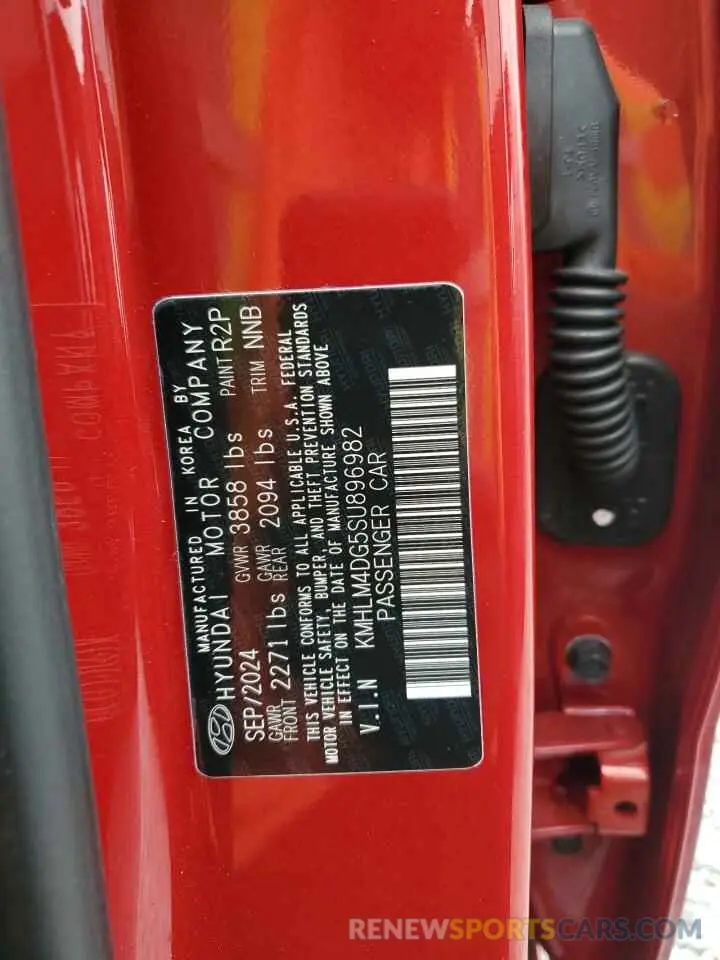 MANUFACTURED IN KOREA BY
HYUNDAI MOTOR COMPANY
SEP/2024 GVWR 3858 lbs PAINT R2P
GAWR FRONT 2271 lbs GAWR REAR 2094 lbs TRIM NNB
THIS VEHICLE CONFORMS TO ALL APPLICABLE U.S.A. FEDERAL
MOTOR VEHICLE SAFETY, BUMPER, AND THEFT PREVENTION STANDARDS
IN EFFECT ON THE DATE OF MANUFACTURE SHOWN ABOVE
V.I.N KMHLM4DG5SU896982
PASSENGER CAR
RENEWSPORTSCARS.COM